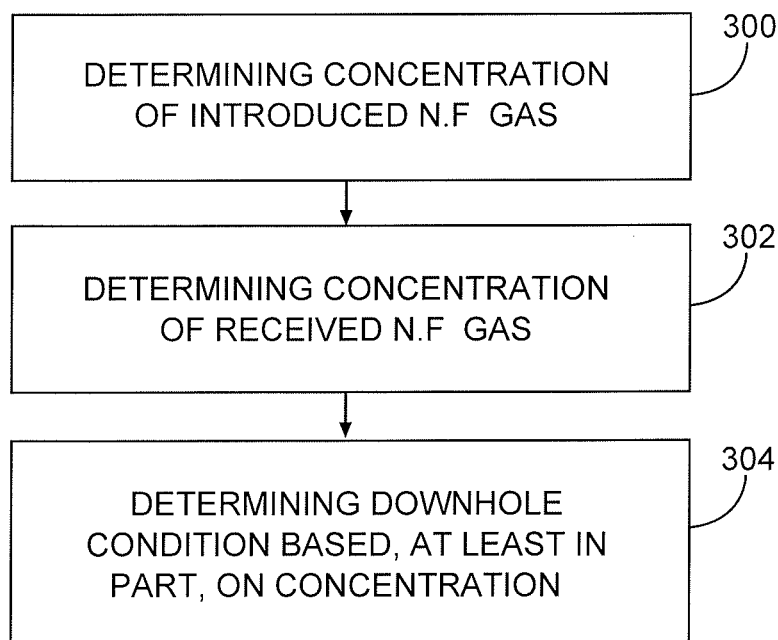 300
DETERMINING CONCENTRATION
OF INTRODUCED N.F GAS
302
DETERMINING CONCENTRATION
OF RECEIVED N.F GAS
304
DETERMINING DOWNHOLE
CONDITION BASED, AT LEAST IN
PART, ON CONCENTRATION